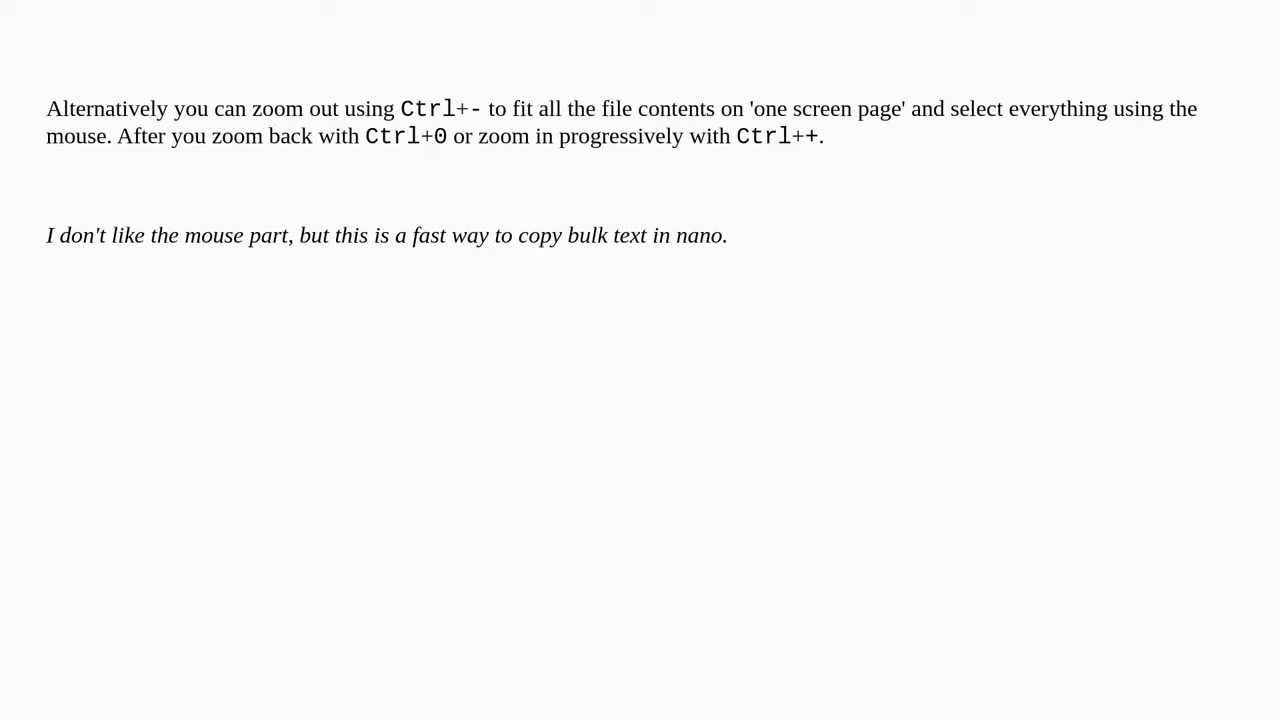 Alternatively you can zoom out using Ctrl+- to fit all the file contents on 'one screen page' and select everything using the
mouse. After you zoom back with Ctrl+0 or zoom in progressively with Ctrl++.
I don't like the mouse part, but this is a fast way to copy bulk text in nano.